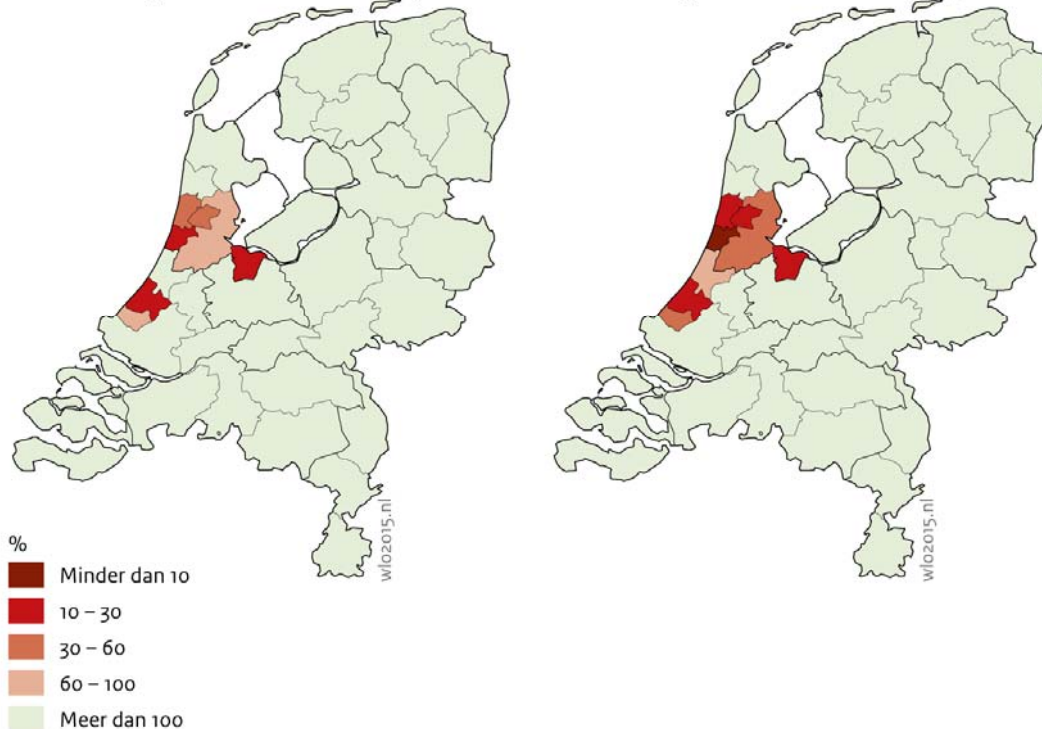 wlo2015.nl
wlo2015.nl
%
Minder dan 10
10 – 30
30 – 60
60 – 100
Meer dan 100